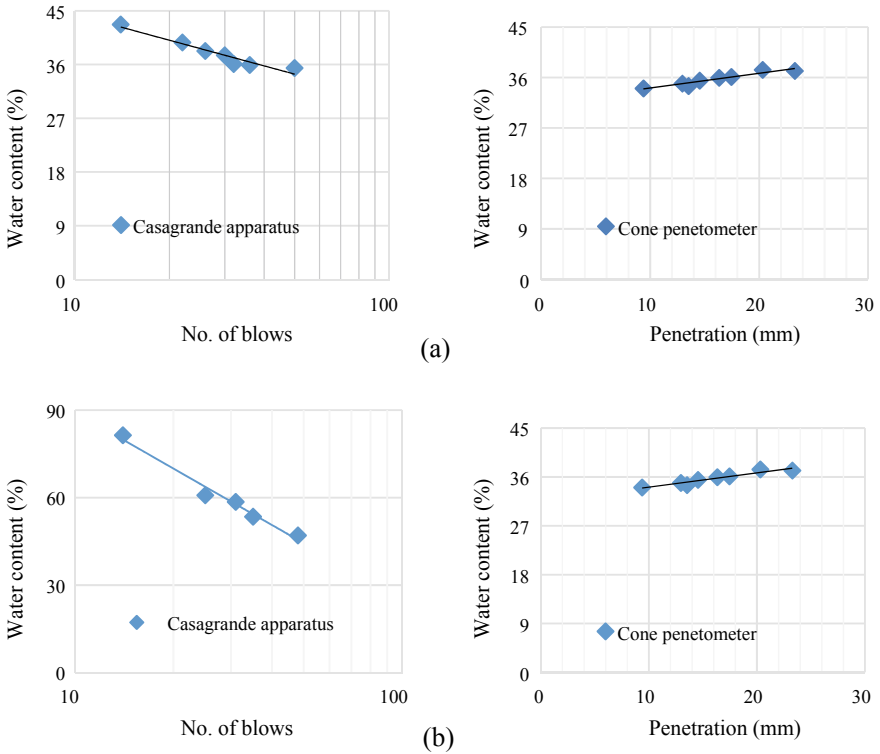 45
36
27
18
9
0
Water content (%)
Casagrande apparatus
10
100
No. of blows
36
27
18
9
0
Water content (%)
Cone penetometer
0
10
20
30
Penetration (mm)
(a)
90
60
30
0
Water content (%)
Casagrande apparatus
10
100
No. of blows
45
36
27
18
9
0
Water content (%)
Cone penetometer
0
10
20
30
Penetration (mm)
(b)